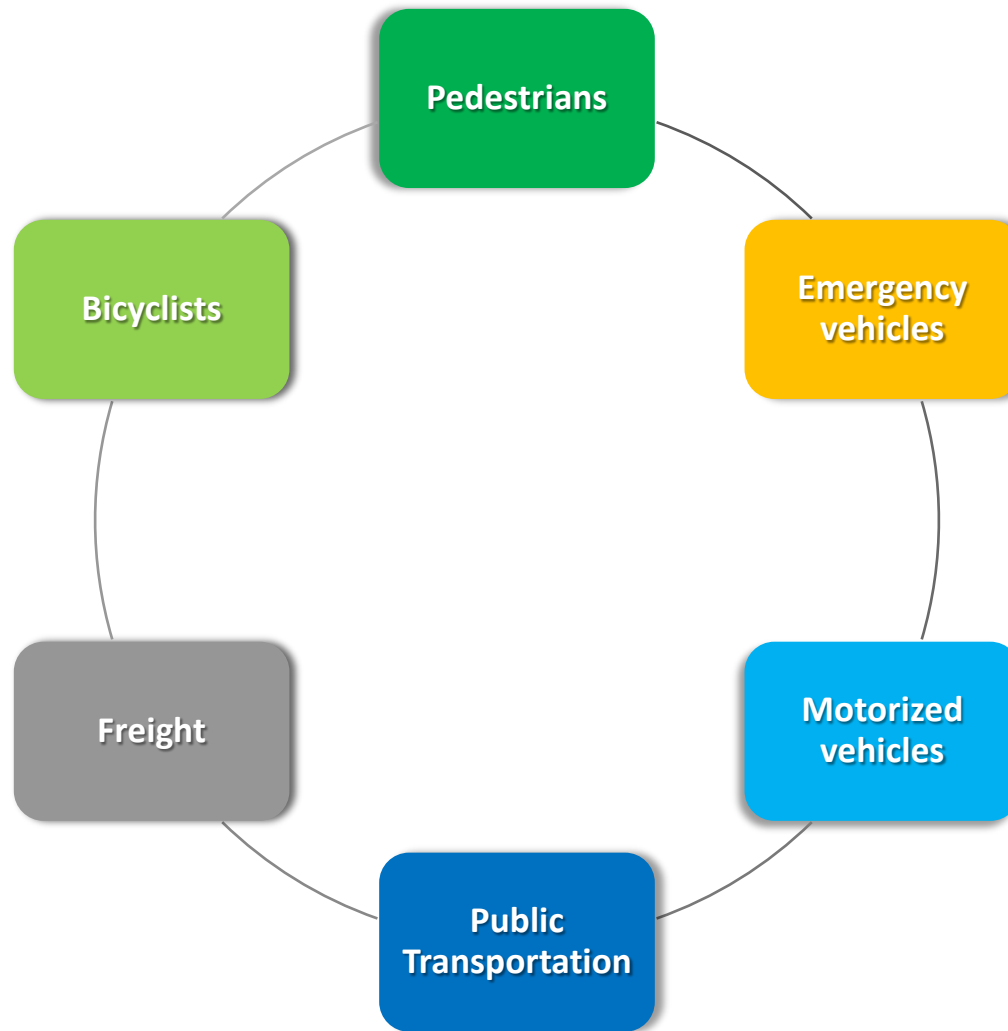 Pedestrians
Emergency
vehicles
Motorized
vehicles
Public
Transportation
Freight
Bicyclists